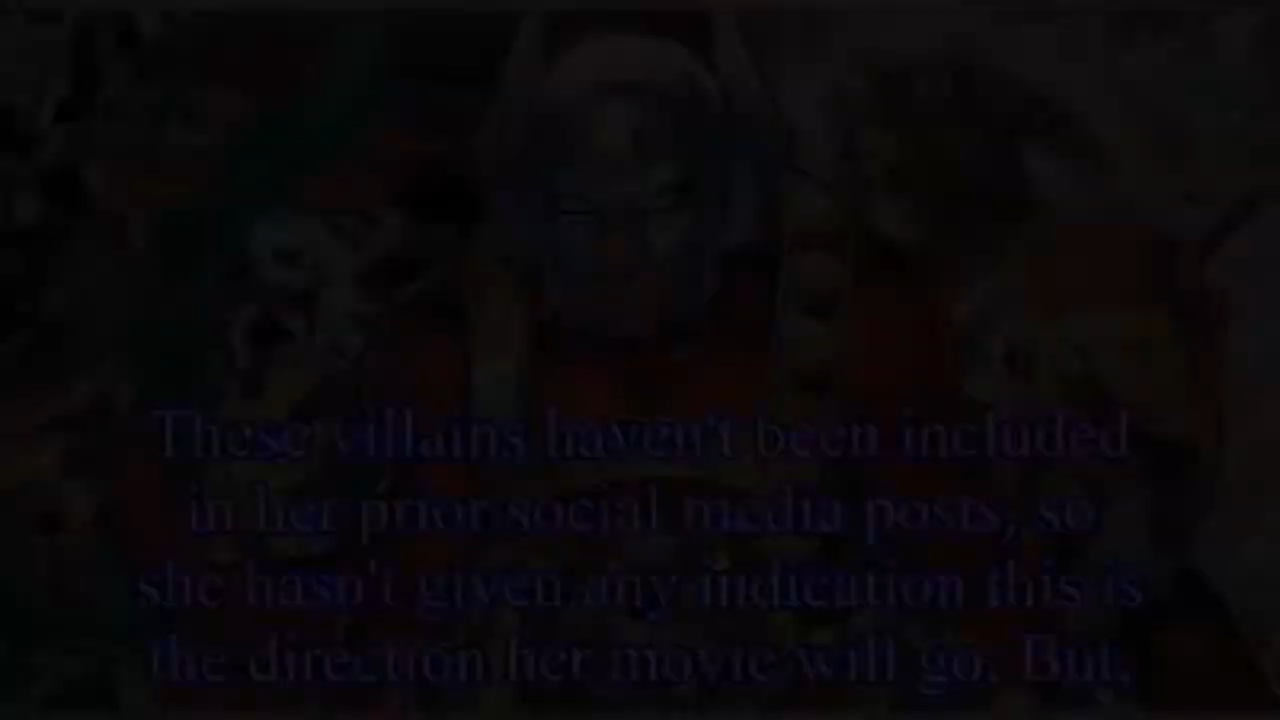 These villains haven't been included
in her prior social media posts, so
she hasn't given any indication this is
the direction her movie will go. But,